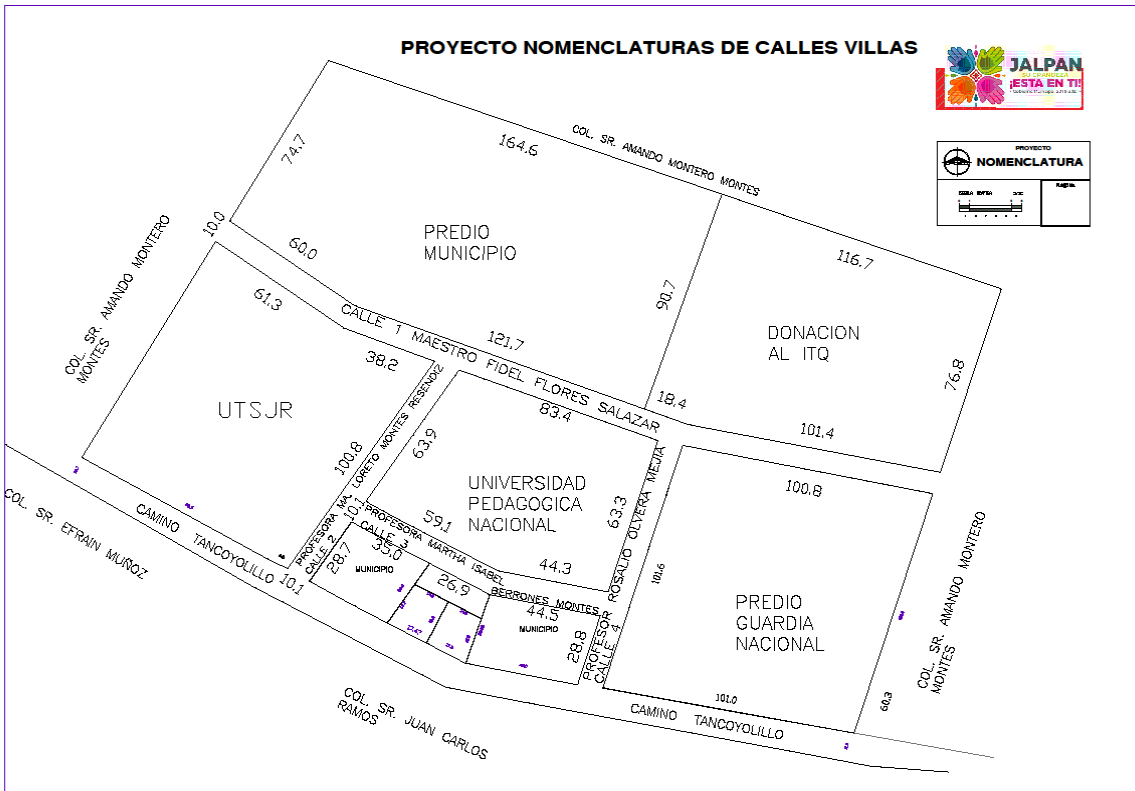 PROYECTO NOMENCLATURAS DE CALLES VILLAS
JALPAN
SU GRANDEZA
¡ESTA EN TI!
PROYECTO
NOMENCLATURA
COL. SR. AMANDO MONTERO MONTES
164.6
74.7
PREDIO
MUNICIPIO
116.7
10.0
60.0
90.7
COL. SR. AMANDO MONTERO
MONTES
61.3
CALLE 1 MAESTRO FIDEL FLORES SALAZAR
121.7
DONACION
AL ITQ
76.8
38.2
18.4
101.4
UTSJR
83.4
63.9
100.8
PROFESORA MA. LORETO MONTES RESENDIZ
CALLE 2
10.1
UNIVERSIDAD
PEDAGOGICA
NACIONAL
63.3
100.8
59.1
44.3
PROFESORA MARTHA ISABEL
CALLE 3
BERRONES MONTES
35.0
28.7
MUNICIPIO
26.9
44.5
MUNICIPIO
28.8
PROFESOR ROSALIO OLVERA MEJIA
CALLE 4
101.6
PREDIO
GUARDIA
NACIONAL
COL. SR. AMANDO MONTERO
MONTES
60.3
101.0
CAMINO TANCOYOLILLO
10.1
COL. SR. EFRAIN MUÑOZ
COL. SR. JUAN CARLOS
RAMOS
CAMINO TANCOYOLILLO